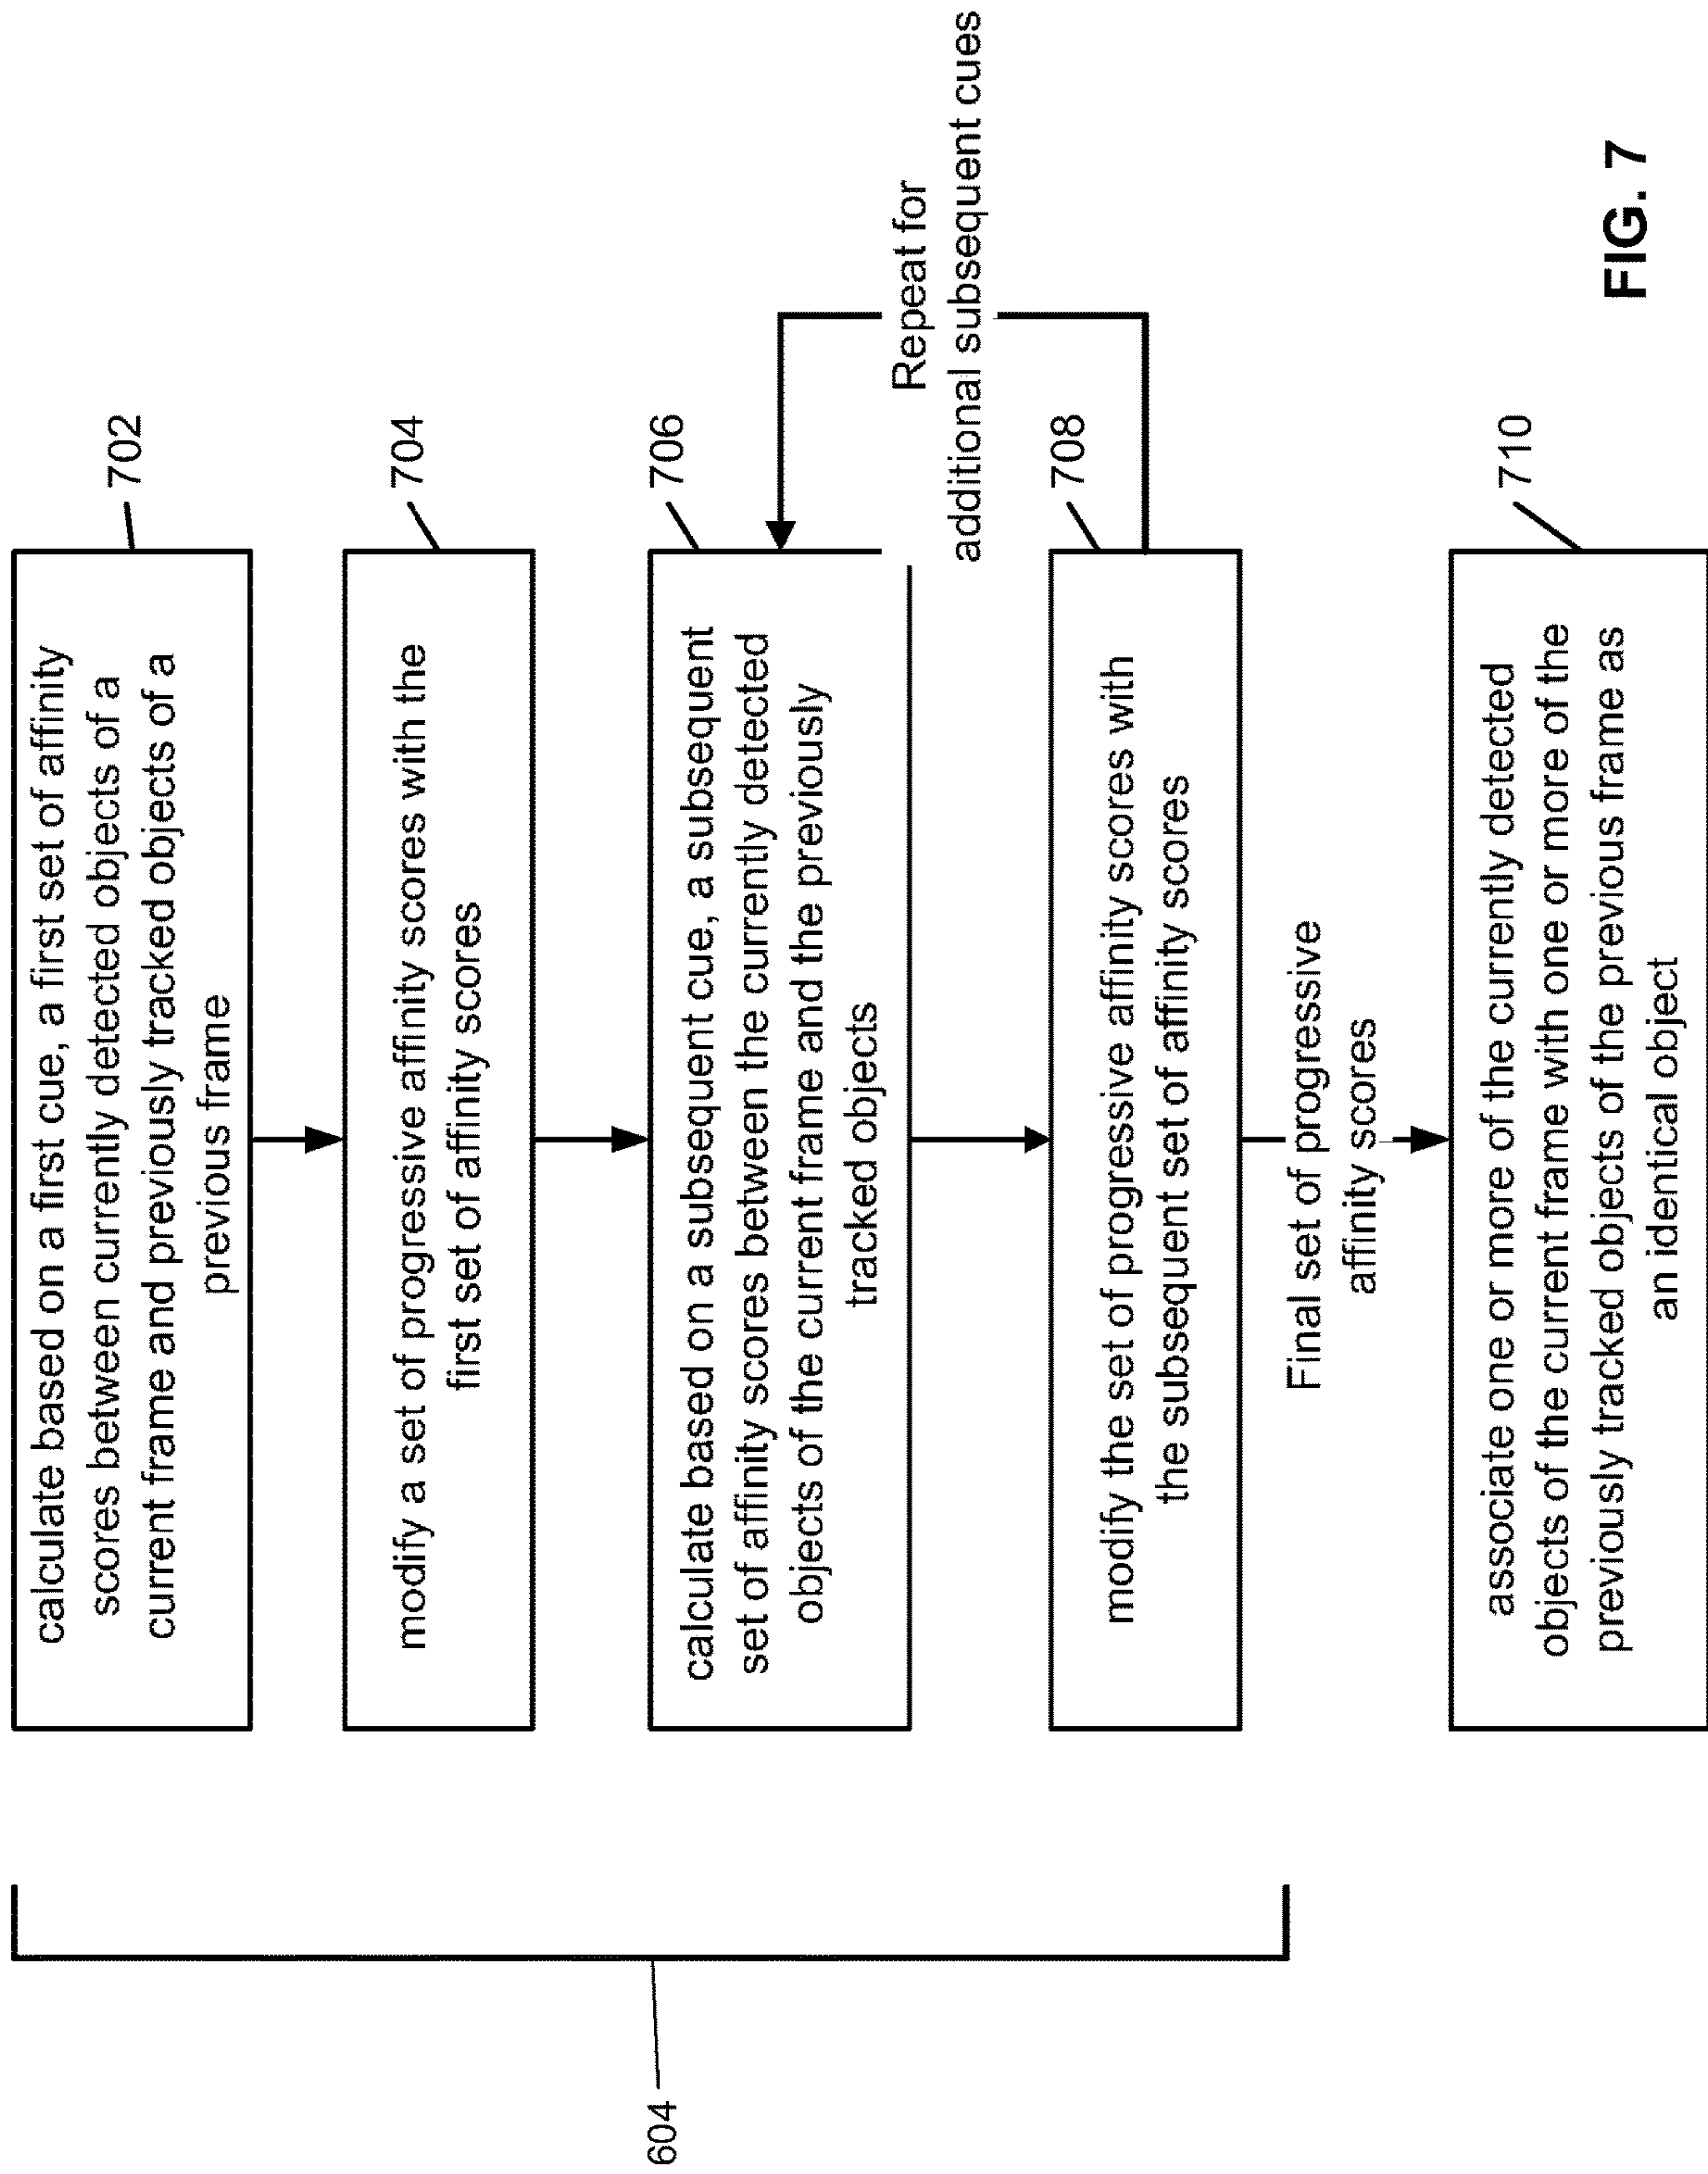 604
calculate based on a first cue, a first set of affinity
scores between currently detected objects of a
current frame and previously tracked objects of a
previous frame
702
modify a set of progressive affinity scores with the
first set of affinity scores
704
calculate based on a subsequent cue, a subsequent
set of affinity scores between the currently detected
objects of the current frame and the previously
tracked objects
706
Repeat for
additional subsequent cues
modify the set of progressive affinity scores with
the subsequent set of affinity scores
708
Final set of progressive
affinity scores
associate one or more of the currently detected
objects of the current frame with one or more of the
previously tracked objects of the previous frame as
an identical object
710
FIG. 7